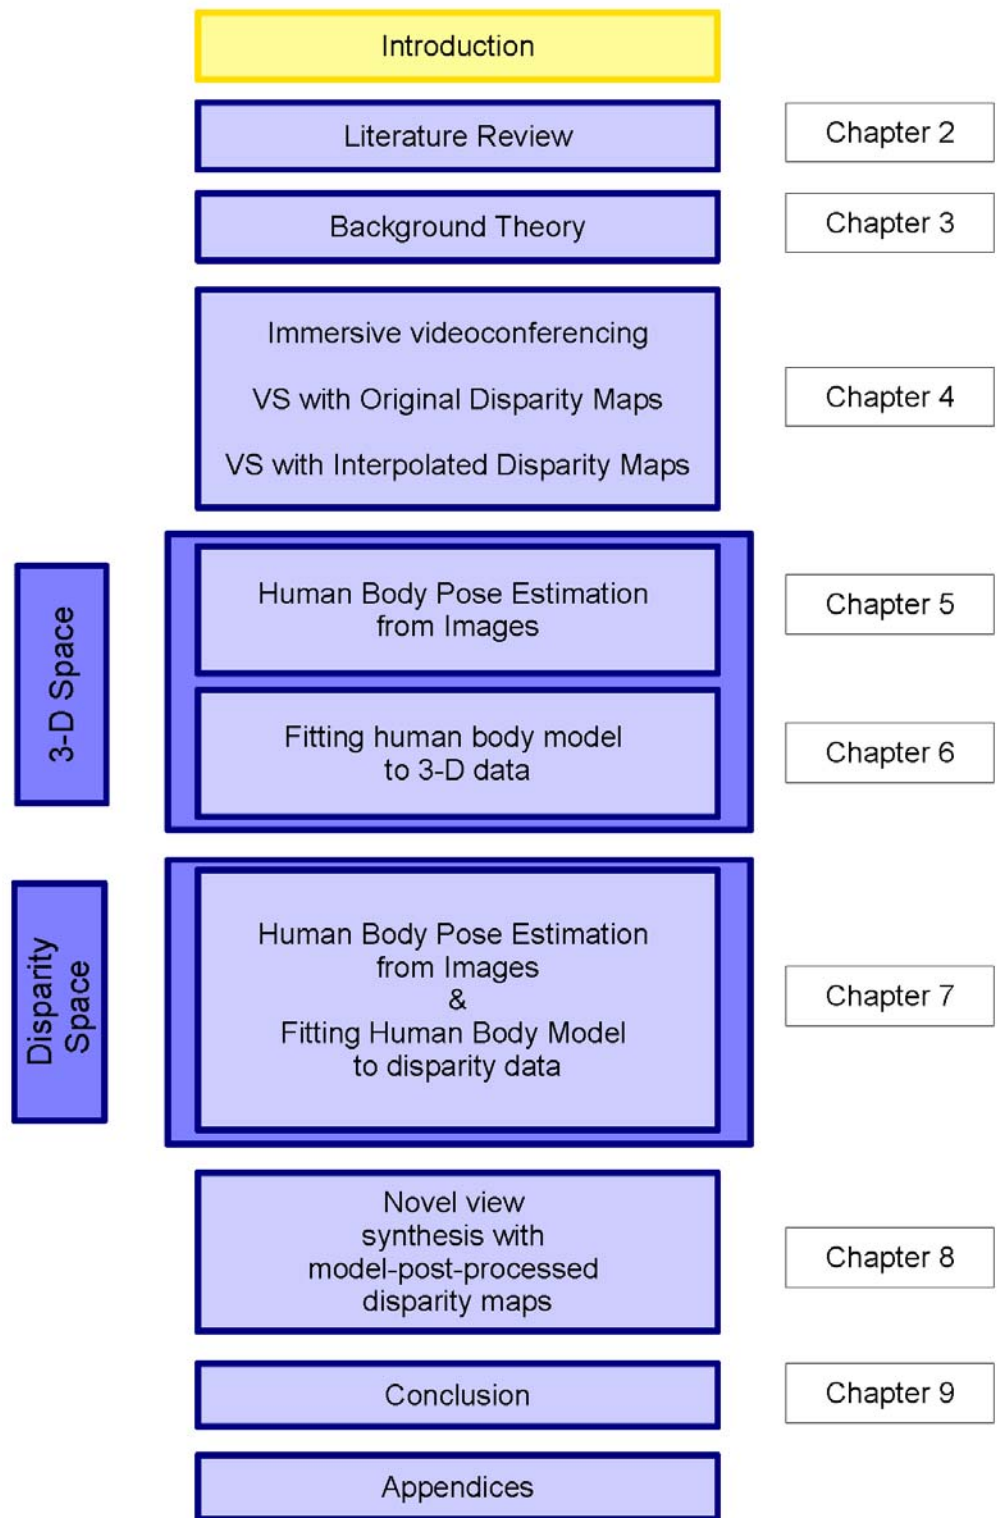 Introduction
Literature Review
Chapter 2
Background Theory
Chapter 3
Immersive videoconferencing
VS with Original Disparity Maps
VS with Interpolated Disparity Maps
Chapter 4
3-D Space
Human Body Pose Estimation
from Images
Chapter 5
Fitting human body model
to 3-D data
Chapter 6
Disparity
Space
Human Body Pose Estimation
from Images
&
Fitting Human Body Model
to disparity data
Chapter 7
Novel view
synthesis with
model-post-processed
disparity maps
Chapter 8
Conclusion
Chapter 9
Appendices